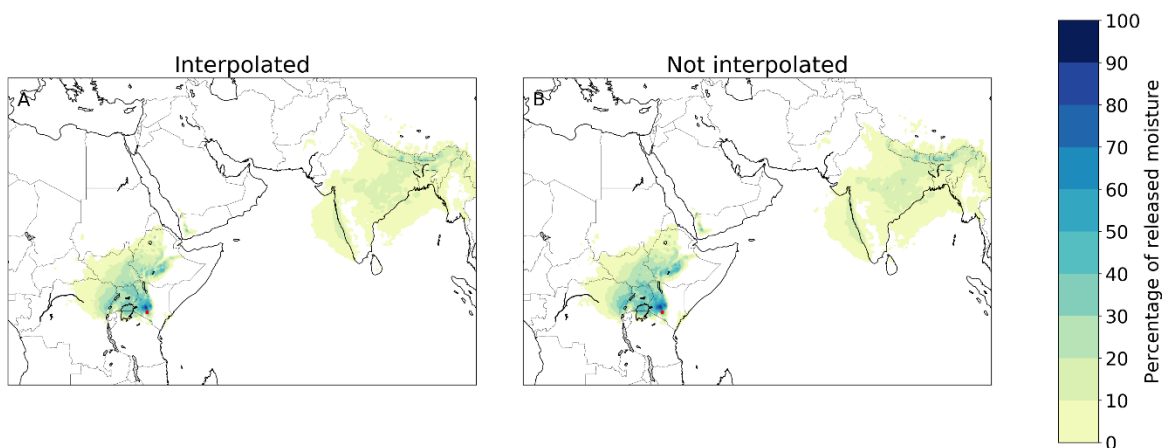 Interpolated
A
Not interpolated
B
100
90
80
70
60
50
40
30
20
10
0
Percentage of released moisture